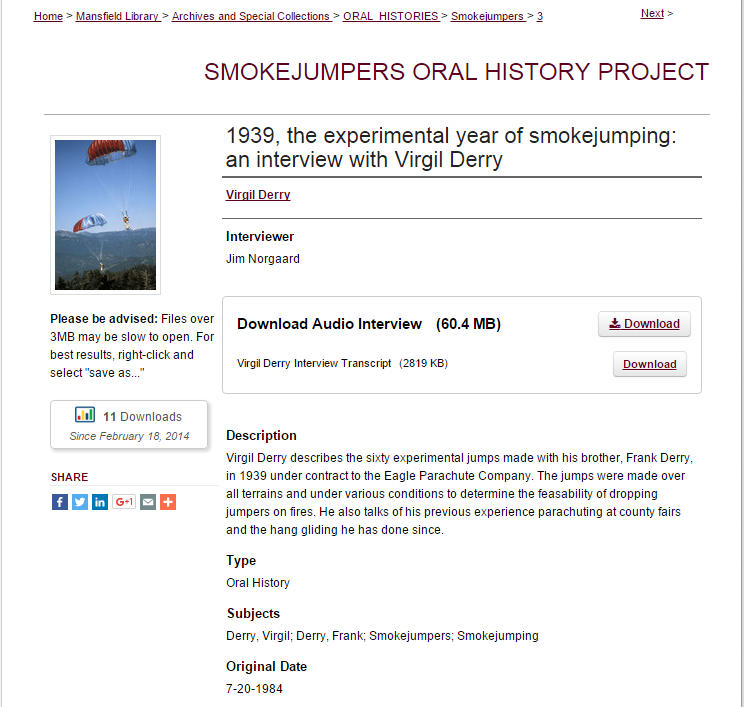 Home > Mansfield Library > Archives and Special Collections > ORAL_HISTORIES > Smokejumpers > 3
Next >
SMOKEJUMPERS ORAL HISTORY PROJECT
1939, the experimental year of smokejumping:
an interview with Virgil Derry
Virgil Derry
Interviewer
Jim Norgaard
Download Audio Interview (60.4 MB)
Download
Virgil Derry Interview Transcript (2819 KB)
Download
Please be advised: Files over
3MB may be slow to open. For
best results, right-click and
select "save as..."
11 Downloads
Since February 18, 2014
SHARE
f
in
G+1
Description
Virgil Derry describes the sixty experimental jumps made with his brother, Frank Derry,
in 1939 under contract to the Eagle Parachute Company. The jumps were made over
all terrains and under various conditions to determine the feasability of dropping
jumpers on fires. He also talks of his previous experience parachuting at county fairs
and the hang gliding he has done since.
Type
Oral History
Subjects
Derry, Virgil; Derry, Frank; Smokejumpers; Smokejumping
Original Date
7-20-1984